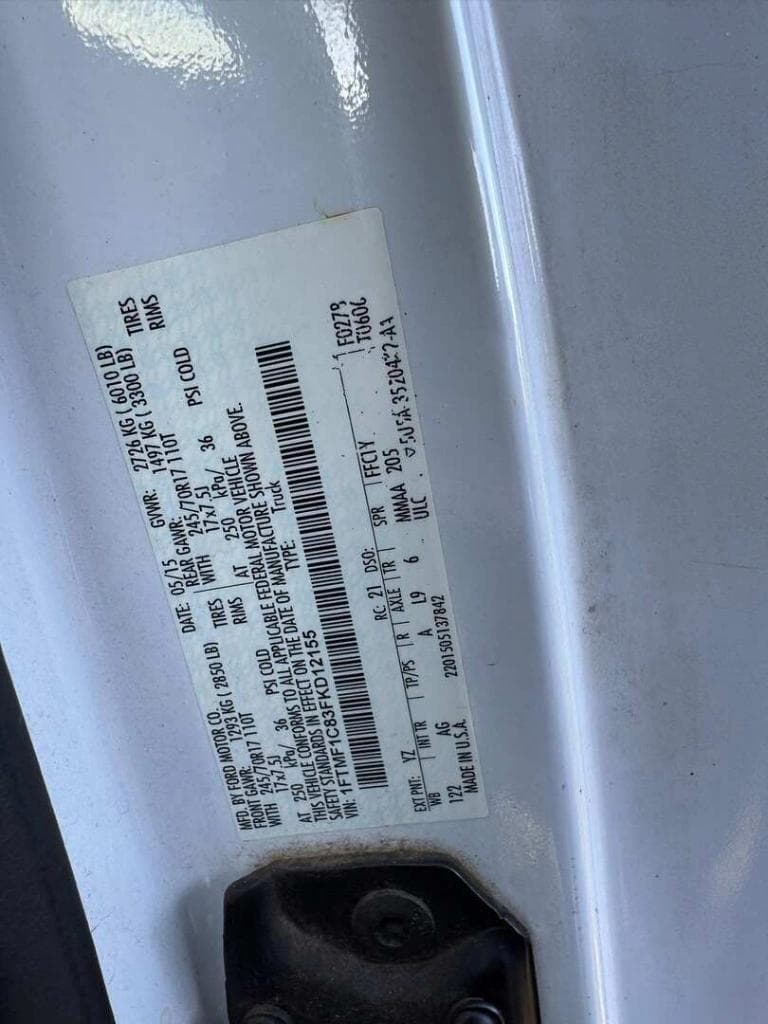 MFD. BY FORD MOTOR CO. DATE: 05/15 GVWR: 2726 KG ( 6010 LB)
FRONT GAWR: 1293 KG ( 2850 LB) REAR GAWR: 1497 KG ( 3300 LB)
WITH 245/70R17 110T TIRES WITH 245/70R17 110T TIRES
17x7.5J RIMS 17x7.5J RIMS
AT 250 kPa/ 36 PSI COLD AT 250 kPa/ 36 PSI COLD
THIS VEHICLE CONFORMS TO ALL APPLICABLE FEDERAL MOTOR VEHICLE
SAFETY STANDARDS IN EFFECT ON THE DATE OF MANUFACTURE SHOWN ABOVE.
VIN: 1FTMF1C83FKD12155 TYPE: Truck
F0278
T0606
EXT PNT: YZ RC: 21 DSO: FFC1Y
WB INT TR TP/PS R AXLE TR SPR
122 AG A L9 6 MMAA 205
MADE IN U.S.A. 2201505137842 ULC